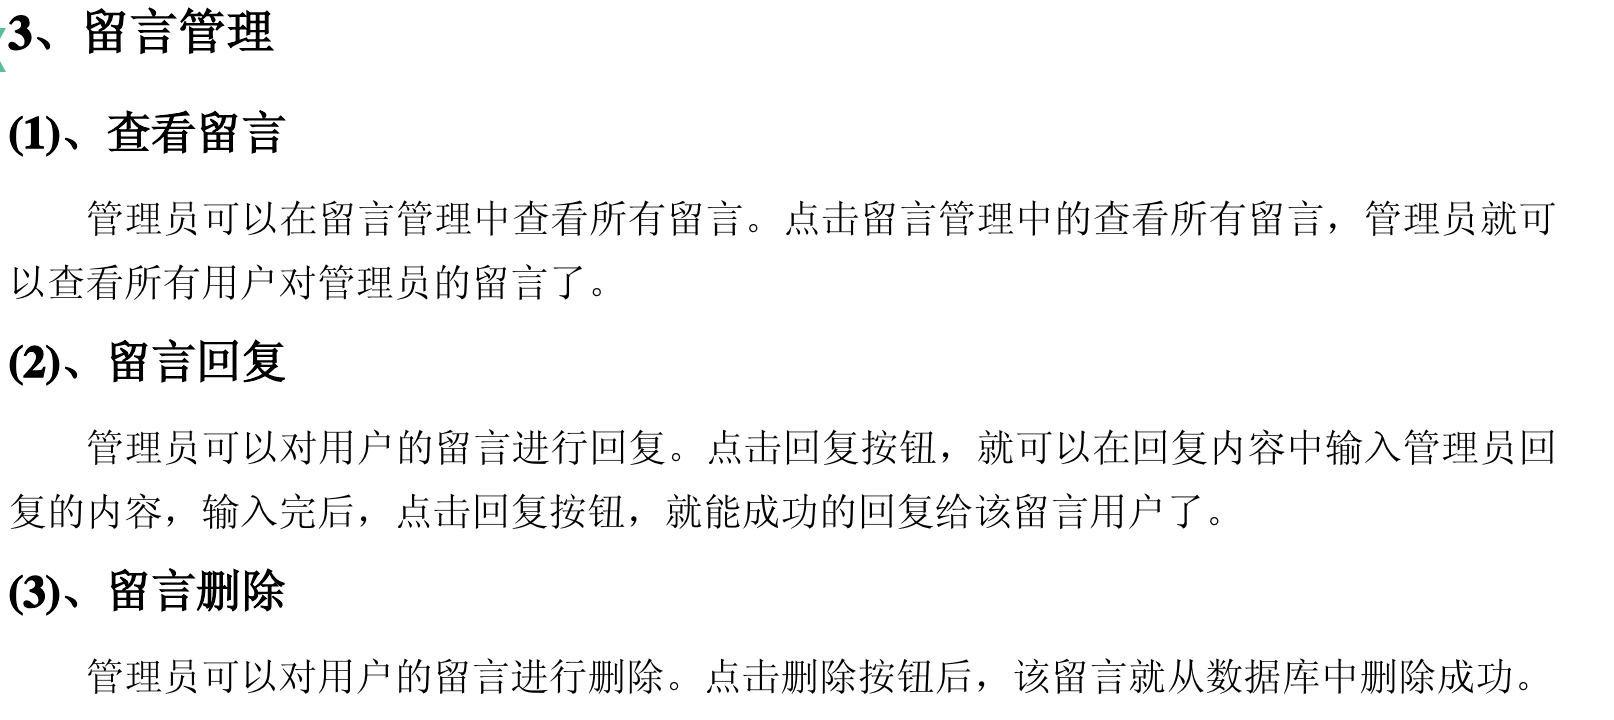 3、留言管理
(1)、查看留言
管理员可以在留言管理中查看所有留言。点击留言管理中的查看所有留言，管理员就可
以查看所有用户对管理员的留言了。
(2)、留言回复
管理员可以对用户的留言进行回复。点击回复按钮，就可以在回复内容中输入管理员回
复的内容，输入完后，点击回复按钮，就能成功的回复给该留言用户了。
(3)、留言删除
管理员可以对用户的留言进行删除。点击删除按钮后，该留言就从数据库中删除成功。